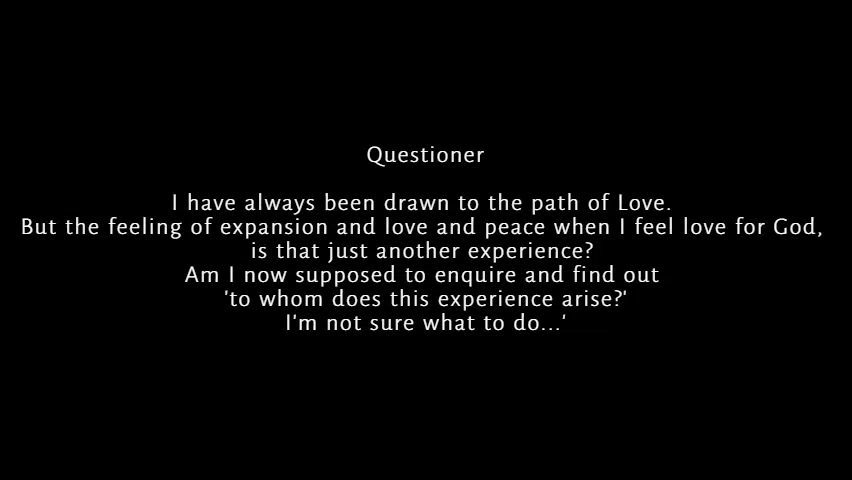 Questioner
I have always been drawn to the path of Love.
But the feeling of expansion and love and peace when I feel love for God,
is that just another experience?
Am I now supposed to enquire and find out
'to whom does this experience arise?'
I'm not sure what to do...'